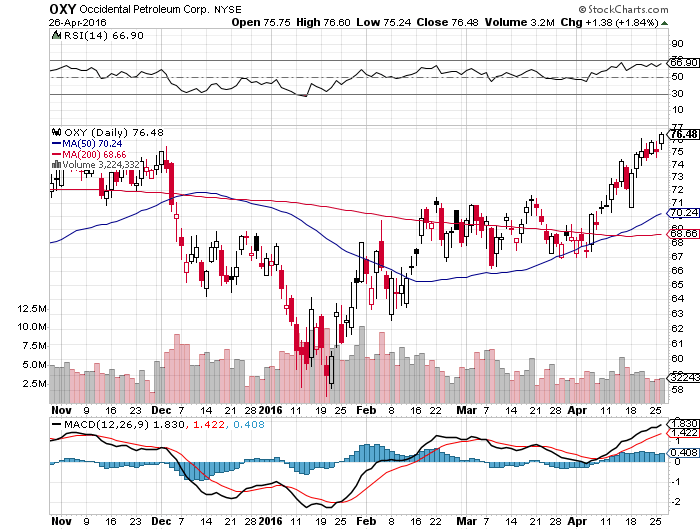 OXY Occidental Petroleum Corp. NYSE © StockCharts.com
26-Apr-2016 Open 75.75 High 76.60 Low 75.24 Close 76.48 Volume 3.2M Chg +1.38 (+1.84%)
RSI(14) 66.90
90
70
66.90
50
30
10
OXY (Daily) 76.48
MA(50) 70.24
MA(200) 68.66
Volume 3,224,332
77
76.48
75
74
73
72
71
70.24
69
68.66
67
66
65
64
63
62
61
60
32243
58
12.5M
10.0M
7.5M
5.0M
2.5M
Nov 9 16 23 Dec 7 14 21 28 2016 11 19 25 Feb 8 16 22 Mar 7 14 21 28 Apr 11 18 25
MACD(12,26,9) 1.830, 1.422, 0.408
1.830
1.422
1
0.408
0
-1
-2
Nov 9 16 23 Dec 7 14 21 28 2016 11 19 25 Feb 8 16 22 Mar 7 14 21 28 Apr 11 18 25